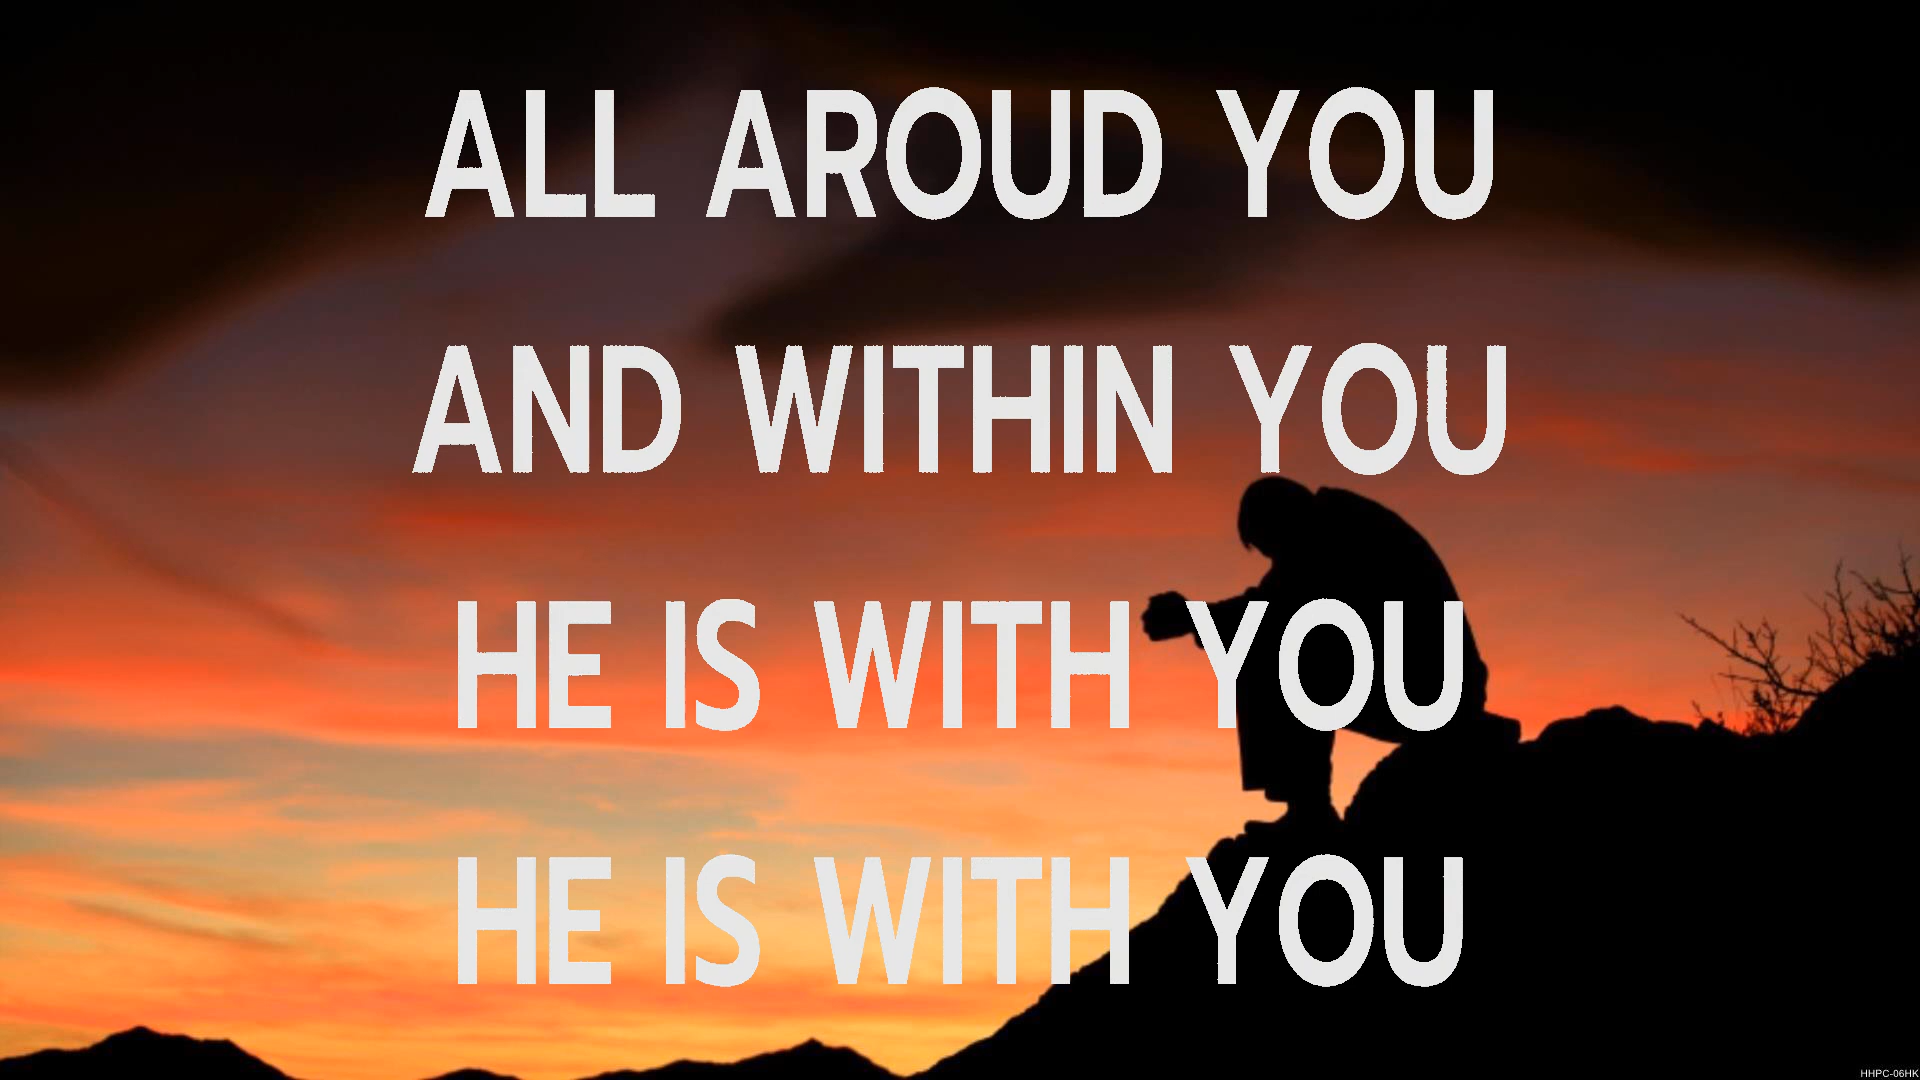 ALL AROUD YOU
AND WITHIN YOU
HE IS WITH YOU
HE IS WITH YOU
HHPC-06HK